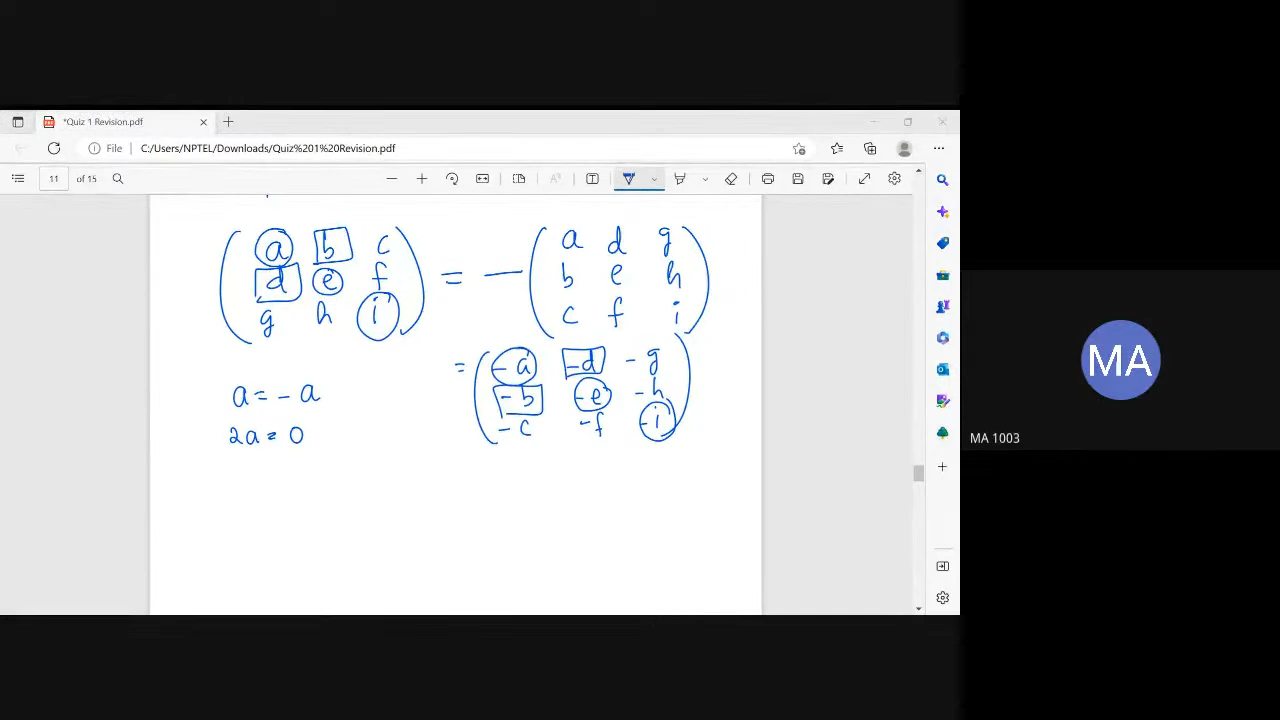 *Quiz 1 Revision.pdf
File C:/Users/NPTEL/Downloads/Quiz%201%20Revision.pdf
11 of 15
a b c
d e f
g h i
= −
a d g
b e h
c f i
=
-a -d -g
-b -e -h
-c -f -i
a = - a
2a = 0
MA
MA 1003